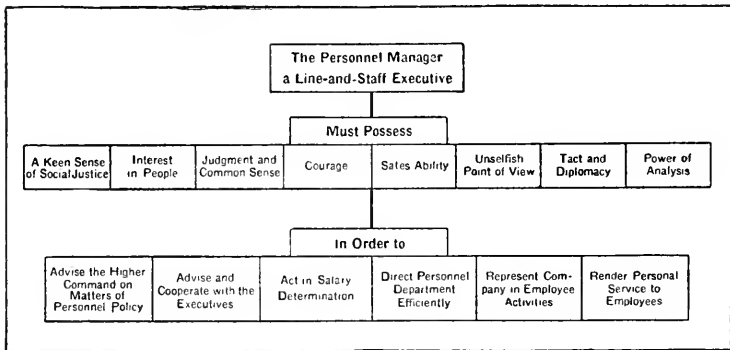 The Personnel Manager
a Line-and-Staff Executive
Must Possess
A Keen Sense
of Social Justice
Interest
in People
Judgment and
Common Sense
Courage
Sales Ability
Unselfish
Point of View
Tact and
Diplomacy
Power of
Analysis
In Order to
Advise the Higher
Command on
Matters of
Personnel Policy
Advise and
Cooperate with the
Executives
Act in Salary
Determination
Direct Personnel
Department
Efficiently
Represent Com-
pany in Employee
Activities
Render Personal
Service to
Employees